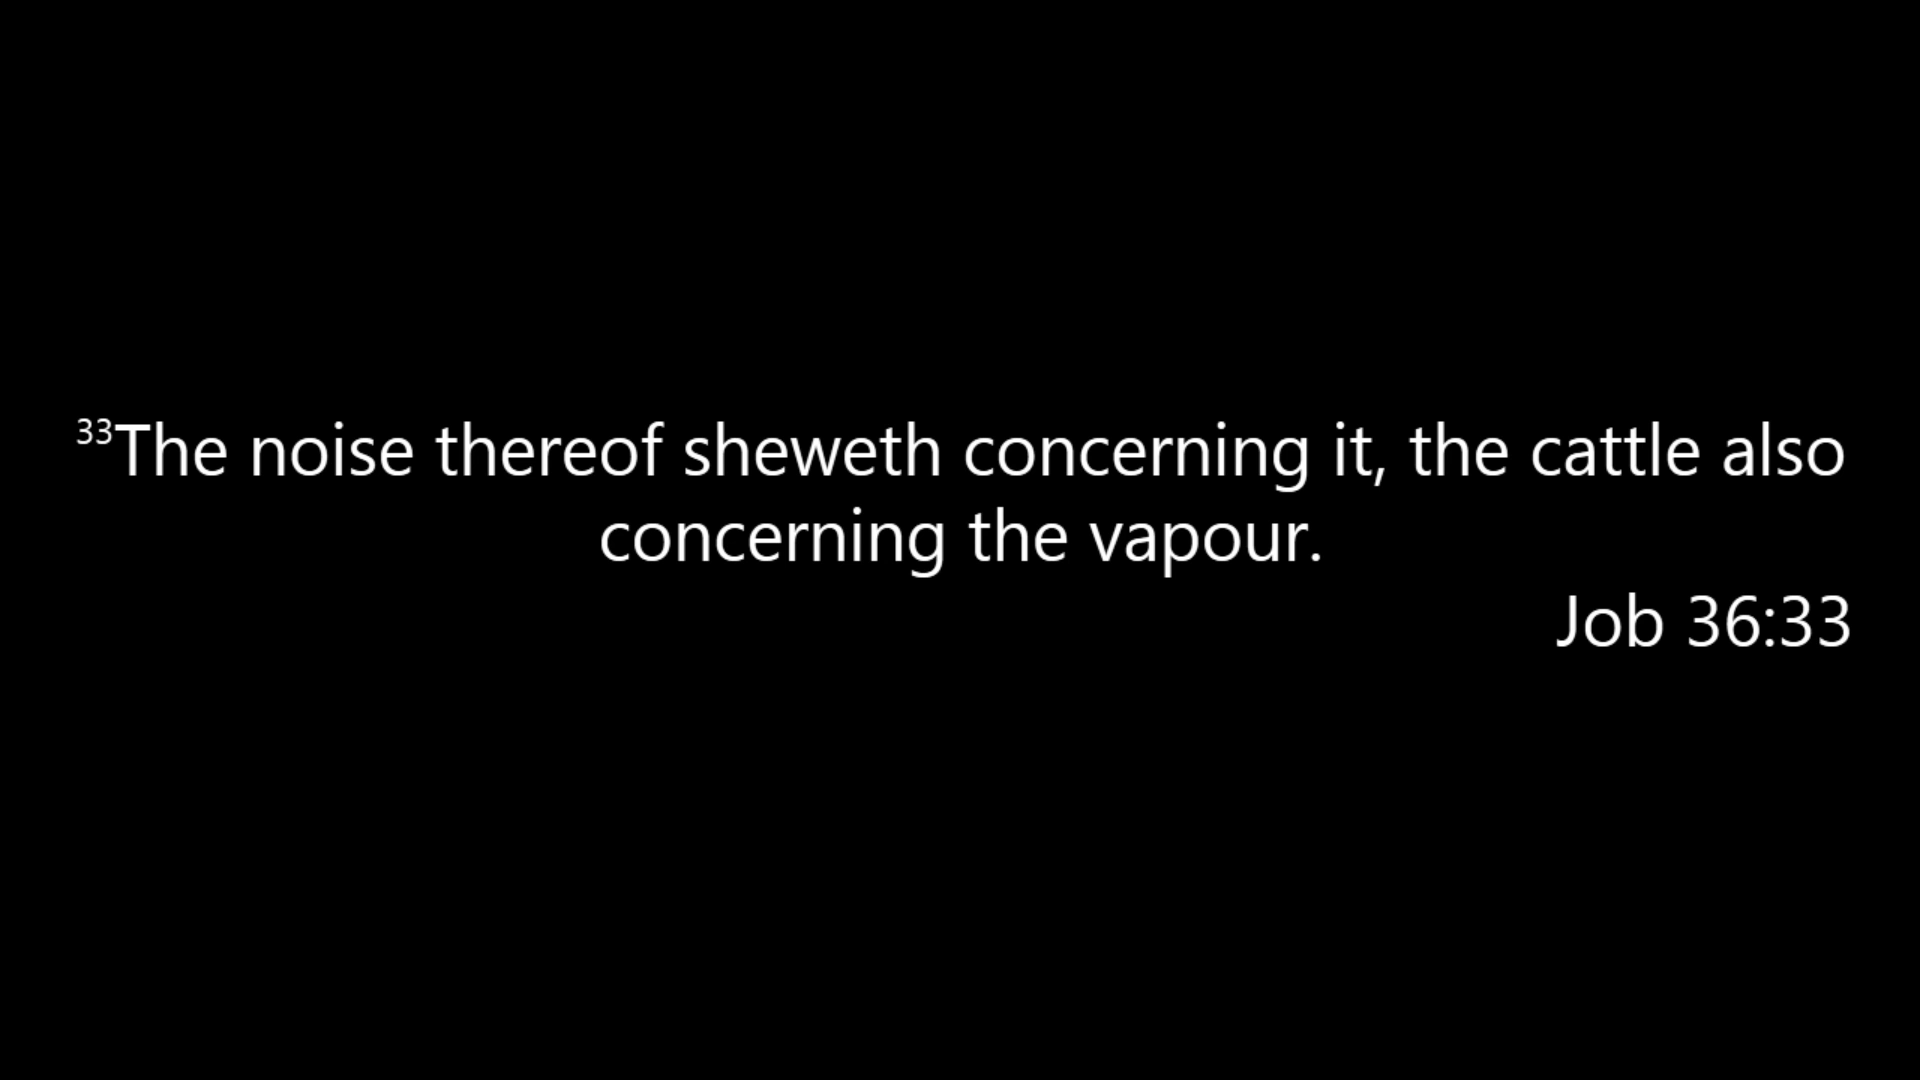 ³³The noise thereof sheweth concerning it, the cattle also
concerning the vapour.
Job 36:33